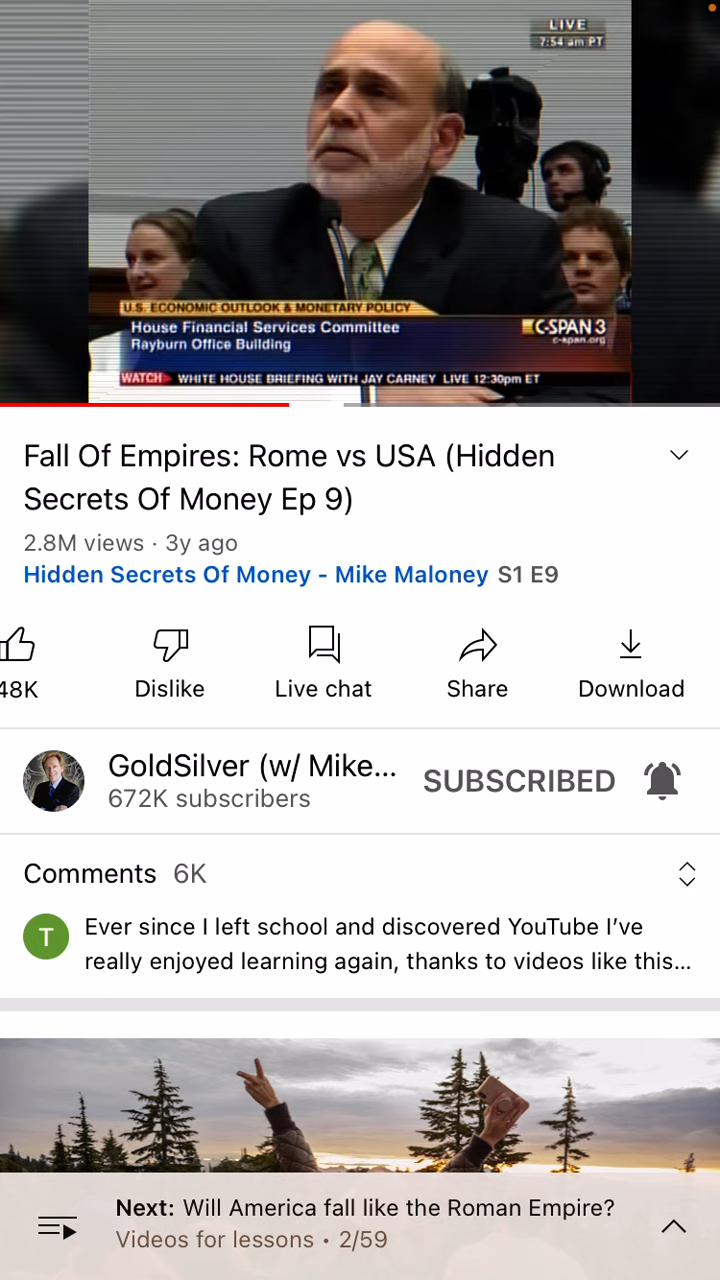 LIVE
7:54 am PT
U.S. ECONOMIC OUTLOOK & MONETARY POLICY
House Financial Services Committee
Rayburn Office Building
C-SPAN 3
c-span.org
WATCH WHITE HOUSE BRIEFING WITH JAY CARNEY LIVE 12:30pm ET
Fall Of Empires: Rome vs USA (Hidden
Secrets Of Money Ep 9)
2.8M views · 3y ago
Hidden Secrets Of Money - Mike Maloney S1 E9
48K
Dislike
Live chat
Share
Download
GoldSilver (w/ Mike...
672K subscribers
SUBSCRIBED
Comments 6K
T
Ever since I left school and discovered YouTube I’ve
really enjoyed learning again, thanks to videos like this...
Next: Will America fall like the Roman Empire?
Videos for lessons • 2/59